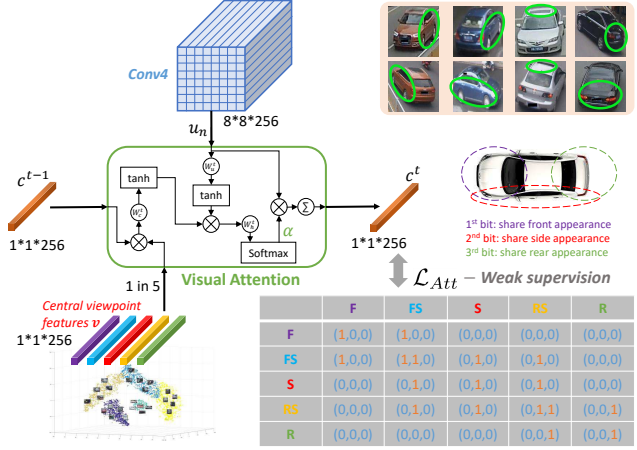 Conv4
8*8*256
u_n
c^{t−1}
1*1*256
tanh
W_u^t
tanh
W_c^t
W_h^t
α
Softmax
Σ
Visual Attention
c^t
1*1*256
1 in 5
Central viewpoint
features v
1*1*256
1st bit: share front appearance
2nd bit: share side appearance
3rd bit: share rear appearance
L_Att – Weak supervision
F FS S RS R
F (1,0,0) (1,0,0) (0,0,0) (0,0,0) (0,0,0)
FS (1,0,0) (1,1,0) (0,1,0) (0,1,0) (0,0,0)
S (0,0,0) (0,1,0) (0,1,0) (0,1,0) (0,0,0)
RS (0,0,0) (0,1,0) (0,1,0) (0,1,1) (0,0,1)
R (0,0,0) (0,0,0) (0,0,0) (0,0,1) (0,0,1)